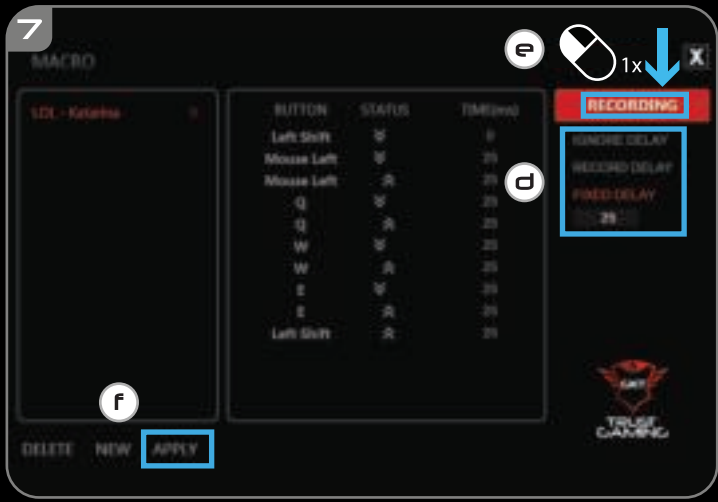 7
MACRO
e
1x
X
LOL - Katarina
BUTTON STATUS TIME(ms)
Left Shift 0
Mouse Left 25
Mouse Left 25
Q 25
Q 25
W 25
W 25
E 25
E 25
Left Shift 25
RECORDING
IGNORE DELAY
RECORD DELAY
d
FIXED DELAY
25
GXT
TRUST
GAMING
f
DELETE NEW APPLY